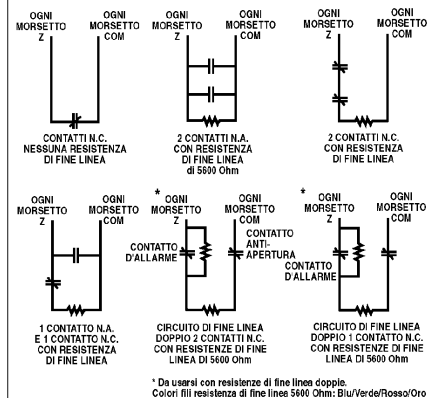 OGNI
MORSETTO
Z
OGNI
MORSETTO
COM
CONTATTI N.C.
NESSUNA RESISTENZA
DI FINE LINEA
OGNI
MORSETTO
Z
OGNI
MORSETTO
COM
2 CONTATTI N.A.
CON RESISTENZA
DI FINE LINEA
di 5600 Ohm
OGNI
MORSETTO
Z
OGNI
MORSETTO
COM
2 CONTATTI N.C.
CON RESISTENZA
DI FINE LINEA
OGNI
MORSETTO
Z
OGNI
MORSETTO
COM
1 CONTATTO N.A.
E 1 CONTATTO N.C.
CON RESISTENZA
DI FINE LINEA
*
OGNI
MORSETTO
Z
OGNI
MORSETTO
COM
CONTATTO
D'ALLARME
CONTATTO
ANTI-
APERTURA
CIRCUITO DI FINE LINEA
DOPPIO 2 CONTATTI N.C.
CON RESISTENZE DI FINE
LINEA DI 5600 Ohm
*
OGNI
MORSETTO
Z
OGNI
MORSETTO
COM
CONTATTO
D'ALLARME
CIRCUITO DI FINE LINEA
DOPPIO 1 CONTATTO N.C.
CON RESISTENZE DI FINE
LINEA DI 5600 Ohm
* Da usarsi con resistenze di fine linea doppie.
Colori fili resistenza di fine linees 5600 Ohm: Blu/Verde/Rosso/Oro